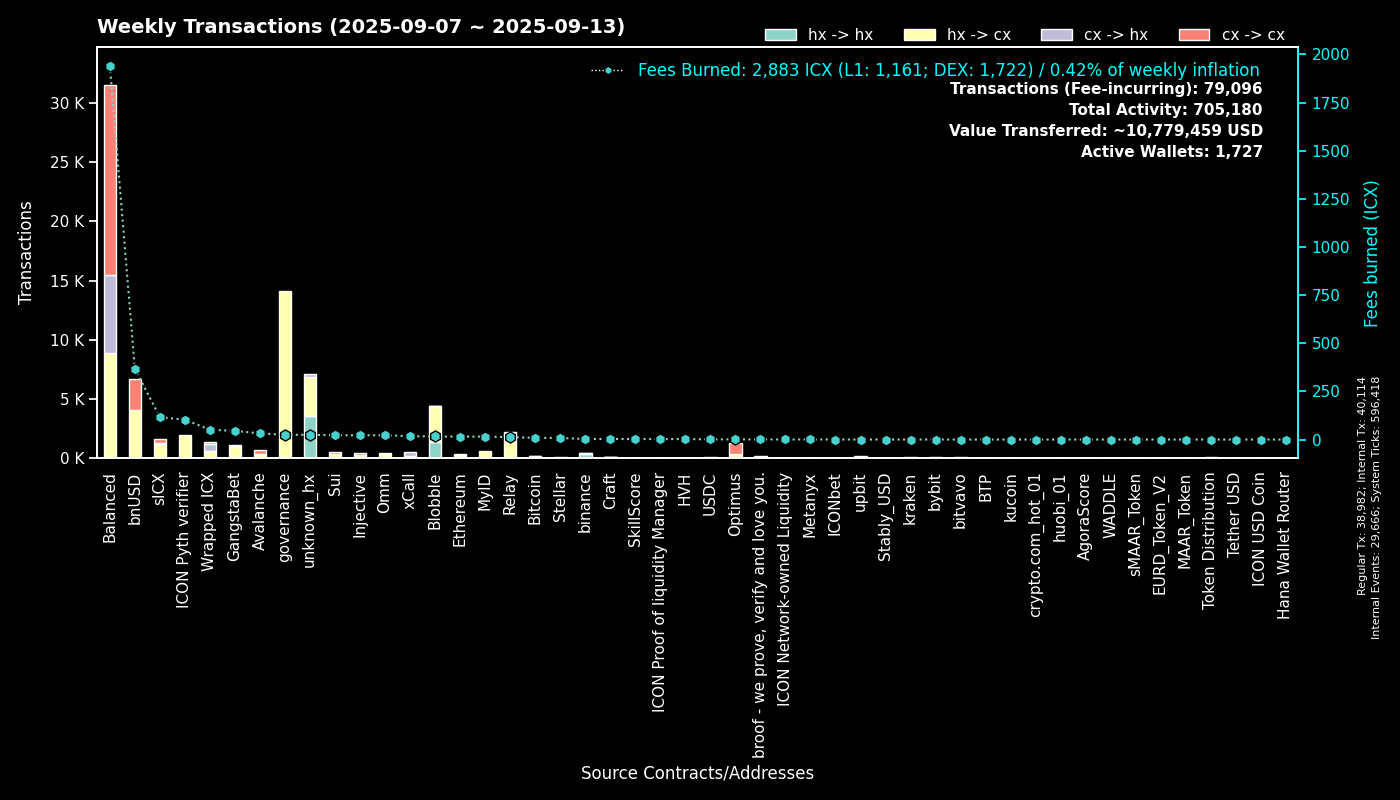 Weekly Transactions (2025-09-07 ~ 2025-09-13)
hx -> hx
hx -> cx
cx -> hx
cx -> cx
Fees Burned: 2,883 ICX (L1: 1,161; DEX: 1,722) / 0.42% of weekly inflation
Transactions (Fee-incurring): 79,096
Total Activity: 705,180
Value Transferred: ~10,779,459 USD
Active Wallets: 1,727
Transactions
30 K
25 K
20 K
15 K
10 K
5 K
0 K
2000
1750
1500
1250
1000
750
500
250
0
Fees burned (ICX)
Regular Tx: 38,982; Internal Tx: 40,114
Internal Events: 29,666; System Ticks: 596,418
Balanced
bnUSD
sICX
ICON Pyth verifier
Wrapped ICX
GangstaBet
Avalanche
governance
unknown_hx
Sui
Injective
Omm
xCall
Blobble
Ethereum
MyID
Relay
Bitcoin
Stellar
binance
Craft
SkillScore
ICON Proof of liquidity Manager
HVH
USDC
Optimus
broof - we prove, verify and love you.
ICON Network-owned Liquidity
Metanyx
ICONbet
upbit
Stably_USD
kraken
bybit
bitvavo
BTP
kucoin
crypto.com_hot_01
huobi_01
AgoraScore
WADDLE
sMAAR_Token
EURD_Token_V2
MAAR_Token
Token Distribution
Tether USD
ICON USD Coin
Hana Wallet Router
Source Contracts/Addresses